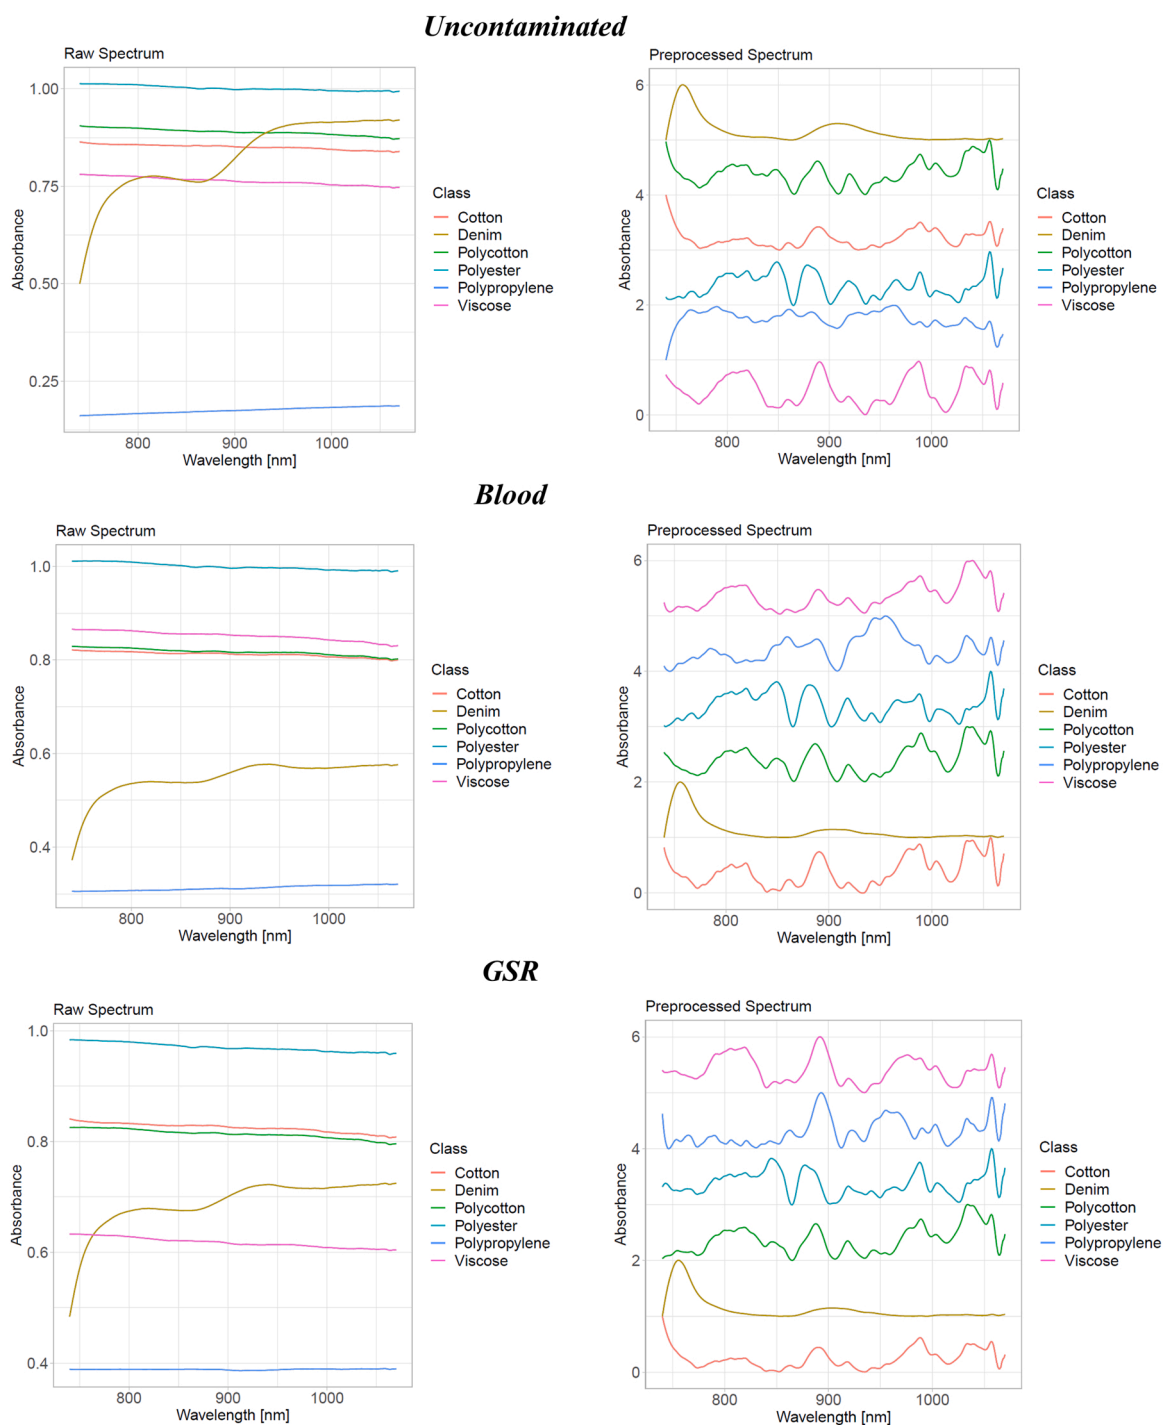 Uncontaminated
Raw Spectrum
Absorbance
1.00
0.75
0.50
0.25
800
900
1000
Wavelength [nm]
Class
Cotton
Denim
Polycotton
Polyester
Polypropylene
Viscose
Preprocessed Spectrum
Absorbance
6
4
2
0
800
900
1000
Wavelength [nm]
Class
Cotton
Denim
Polycotton
Polyester
Polypropylene
Viscose
Blood
Raw Spectrum
Absorbance
1.0
0.8
0.6
0.4
800
900
1000
Wavelength [nm]
Class
Cotton
Denim
Polycotton
Polyester
Polypropylene
Viscose
Preprocessed Spectrum
Absorbance
6
4
2
0
800
900
1000
Wavelength [nm]
Class
Cotton
Denim
Polycotton
Polyester
Polypropylene
Viscose
GSR
Raw Spectrum
Absorbance
1.0
0.8
0.6
0.4
800
900
1000
Wavelength [nm]
Class
Cotton
Denim
Polycotton
Polyester
Polypropylene
Viscose
Preprocessed Spectrum
Absorbance
6
4
2
0
800
900
1000
Wavelength [nm]
Class
Cotton
Denim
Polycotton
Polyester
Polypropylene
Viscose